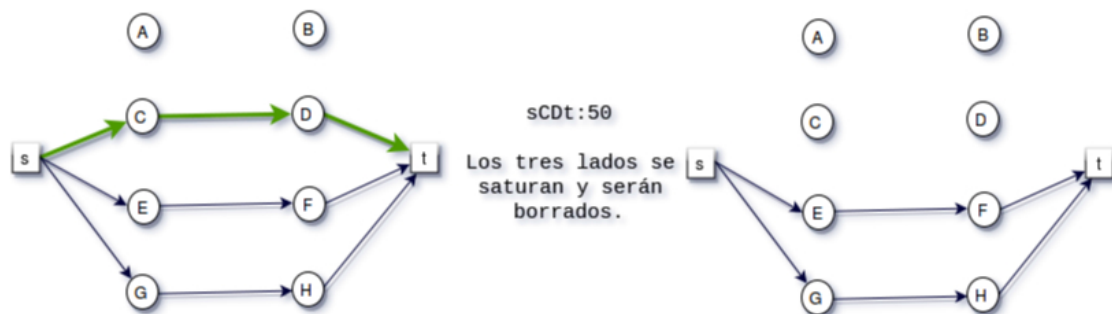 A B
C D
s t
E F
G H
sCDt:50
Los tres lados se
saturan y serán
borrados.
A B
C D
s t
E F
G H